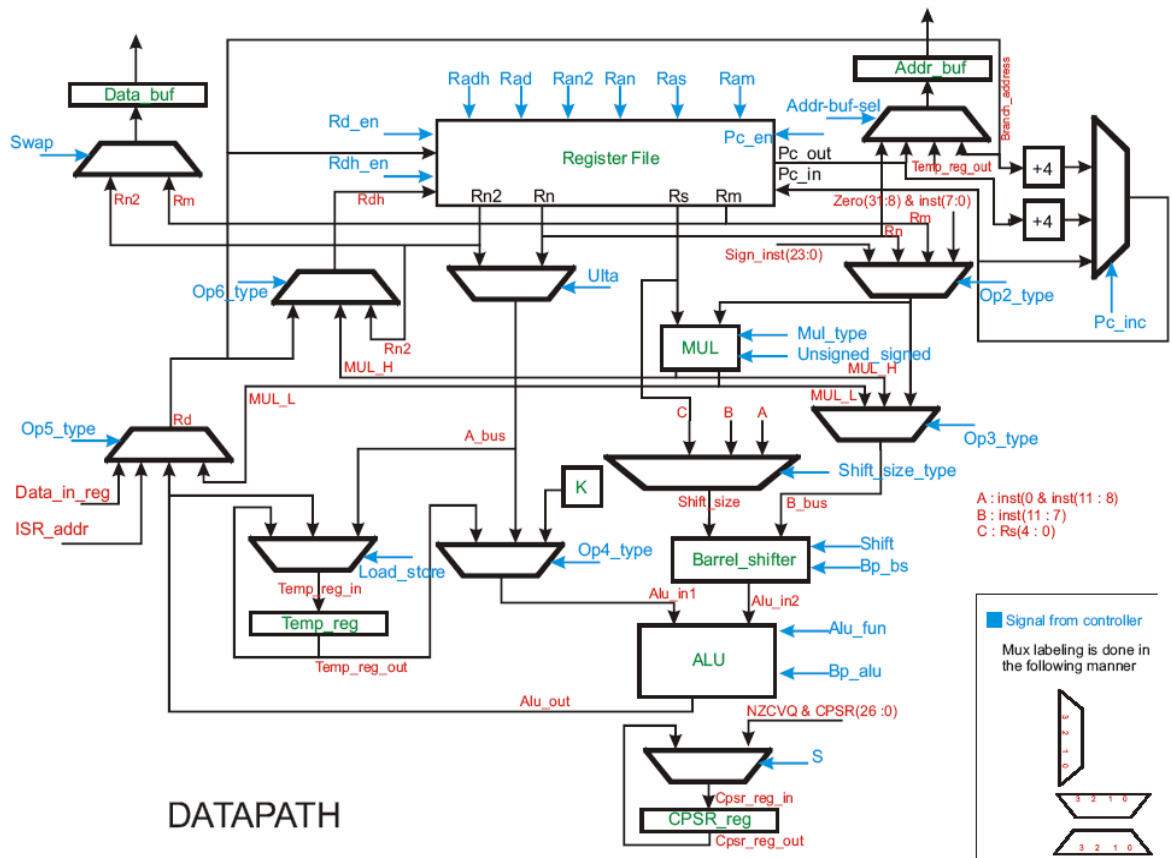 Radh
Rad
Ran2
Ran
Ras
Ram
Data_buf
Addr_buf
Addr-buf-sel
Branch_address
Rd_en
Swap
Register File
Pc_en
Rdh_en
Pc_out
Pc_in
Temp_reg_out
+4
+4
Rn2
Rm
Rdh
Rn2
Rn
Rs
Rm
Zero(31:8) & inst(7:0)
Rm
Rn
Sign_inst(23:0)
Op6_type
Ulta
Op2_type
Pc_inc
Rn2
MUL_H
MUL
Mul_type
Unsigned_signed
MUL_H
MUL_L
MUL_L
Rd
Op5_type
A_bus
C
B
A
Op3_type
Data_in_reg
ISR_addr
K
Shift_size_type
Shift_size
B_bus
A : inst(0 & inst(11 : 8)
B : inst(11 : 7)
C : Rs(4 : 0)
Load_store
Op4_type
Barrel_shifter
Shift
Bp_bs
Temp_reg_in
Alu_in1
Alu_in2
Temp_reg
Temp_reg_out
ALU
Alu_fun
Bp_alu
Alu_out
Signal from controller
Mux labeling is done in
the following manner
NZCVQ & CPSR(26 :0)
S
Cpsr_reg_in
CPSR_reg
Cpsr_reg_out
DATAPATH
3
2
1
0
3 2 1 0
3 2 1 0